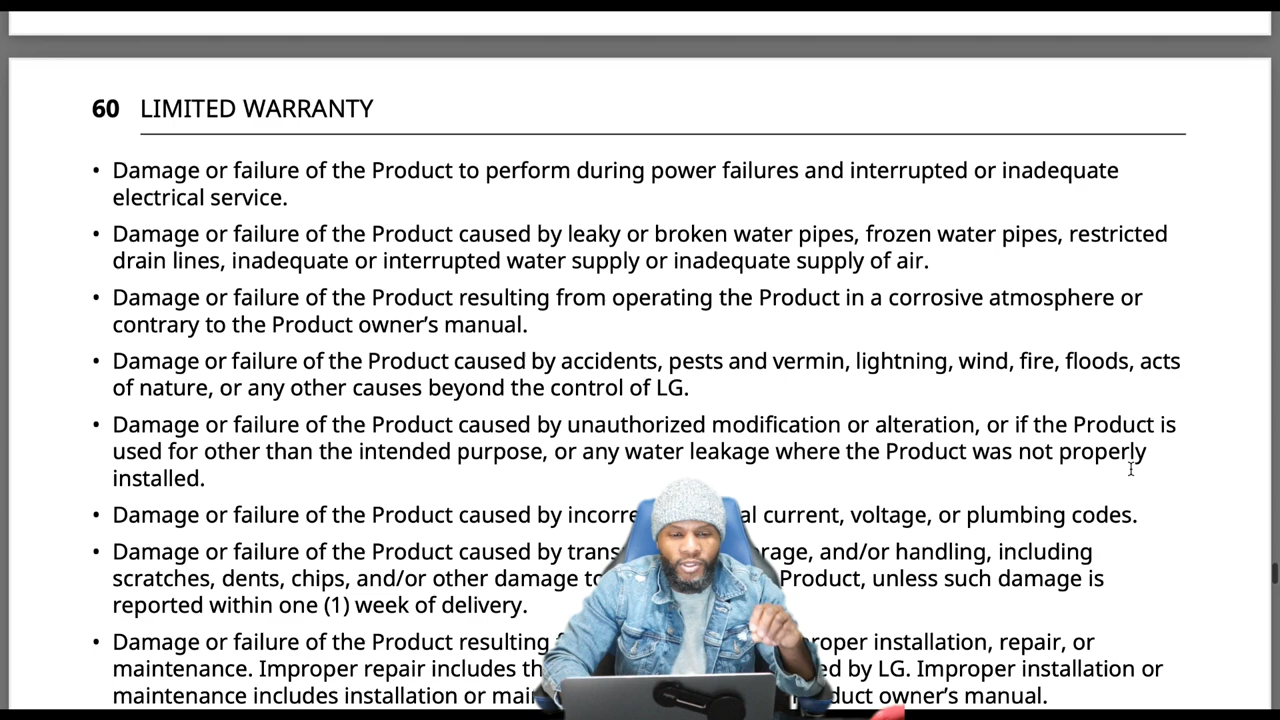 60 LIMITED WARRANTY
• Damage or failure of the Product to perform during power failures and interrupted or inadequate
electrical service.
• Damage or failure of the Product caused by leaky or broken water pipes, frozen water pipes, restricted
drain lines, inadequate or interrupted water supply or inadequate supply of air.
• Damage or failure of the Product resulting from operating the Product in a corrosive atmosphere or
contrary to the Product owner's manual.
• Damage or failure of the Product caused by accidents, pests and vermin, lightning, wind, fire, floods, acts
of nature, or any other causes beyond the control of LG.
• Damage or failure of the Product caused by unauthorized modification or alteration, or if the Product is
used for other than the intended purpose, or any water leakage where the Product was not properly
installed.
• Damage or failure of the Product caused by current, voltage, or plumbing codes.
• Damage or failure of the Product caused by and/or handling, including
scratches, dents, chips, and/or other damage Product, unless such damage is
reported within one (1) week of delivery.
• Damage or failure of the Product resulting installation, repair, or
maintenance. Improper repair includes by LG. Improper installation or
maintenance includes installation or owner's manual.